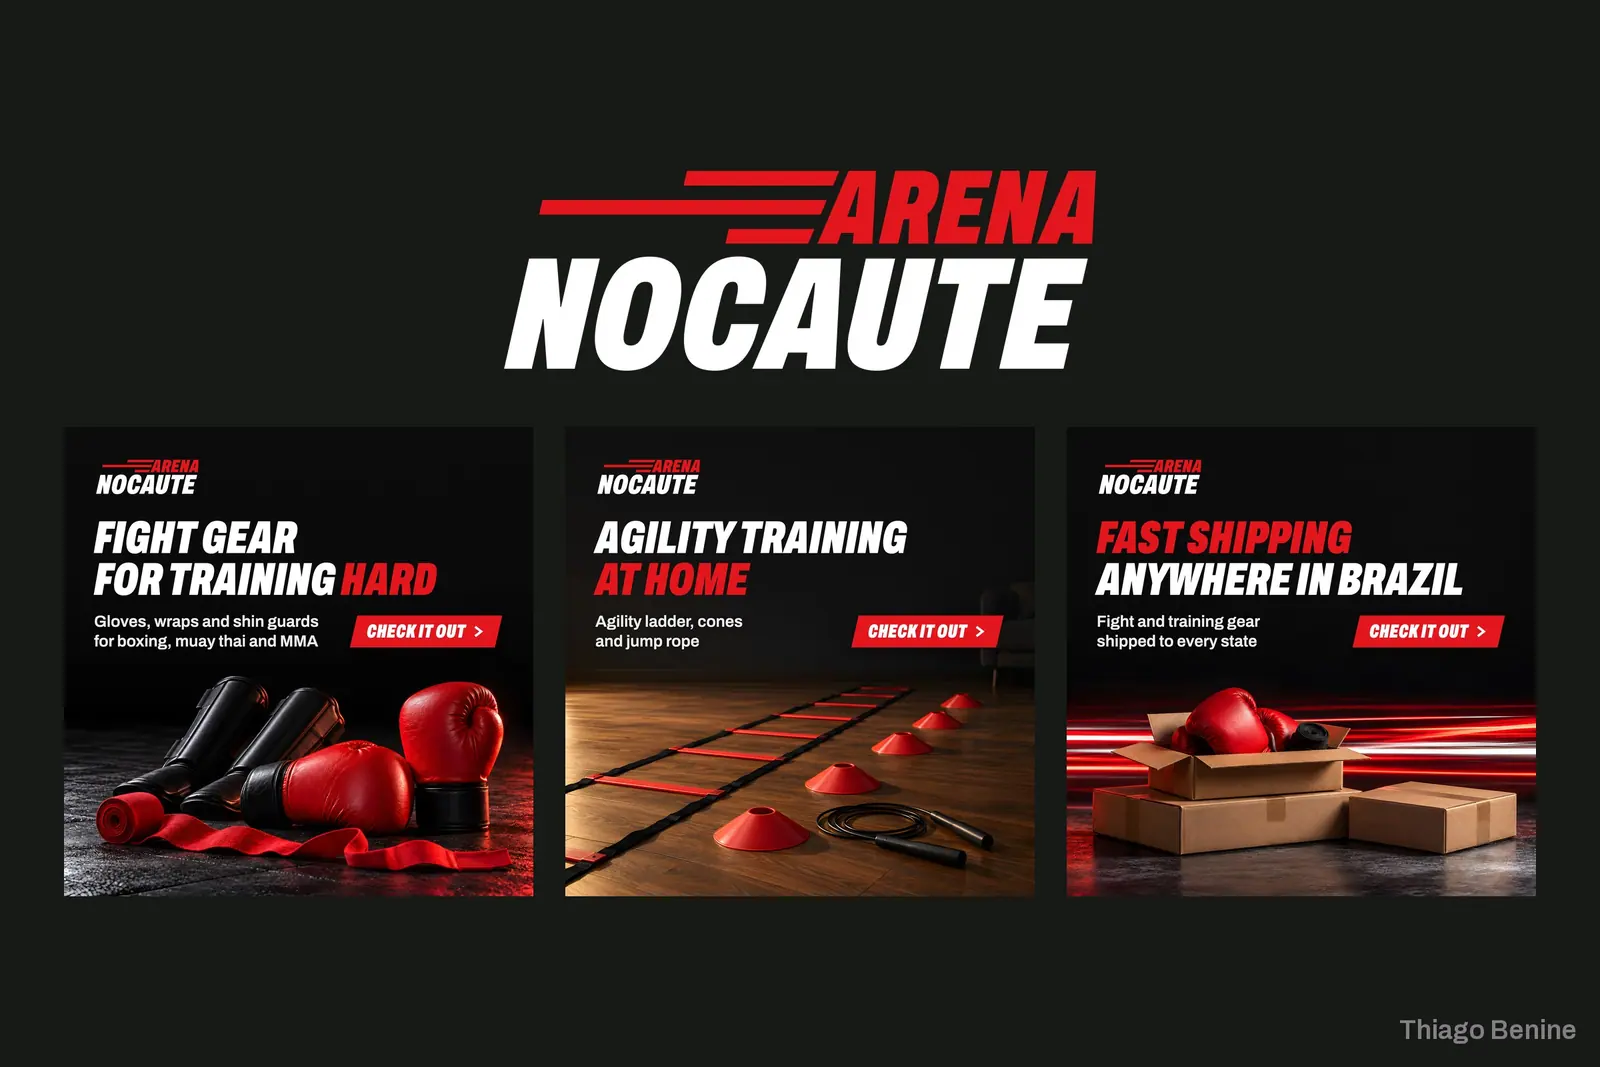 ARENA
NOCAUTE
ARENA
NOCAUTE
FIGHT GEAR
FOR TRAINING HARD
Gloves, wraps and shin guards
for boxing, muay thai and MMA
CHECK IT OUT >
ARENA
NOCAUTE
AGILITY TRAINING
AT HOME
Agility ladder, cones
and jump rope
CHECK IT OUT >
ARENA
NOCAUTE
FAST SHIPPING
ANYWHERE IN BRAZIL
Fight and training gear
shipped to every state
CHECK IT OUT >
Thiago Benine